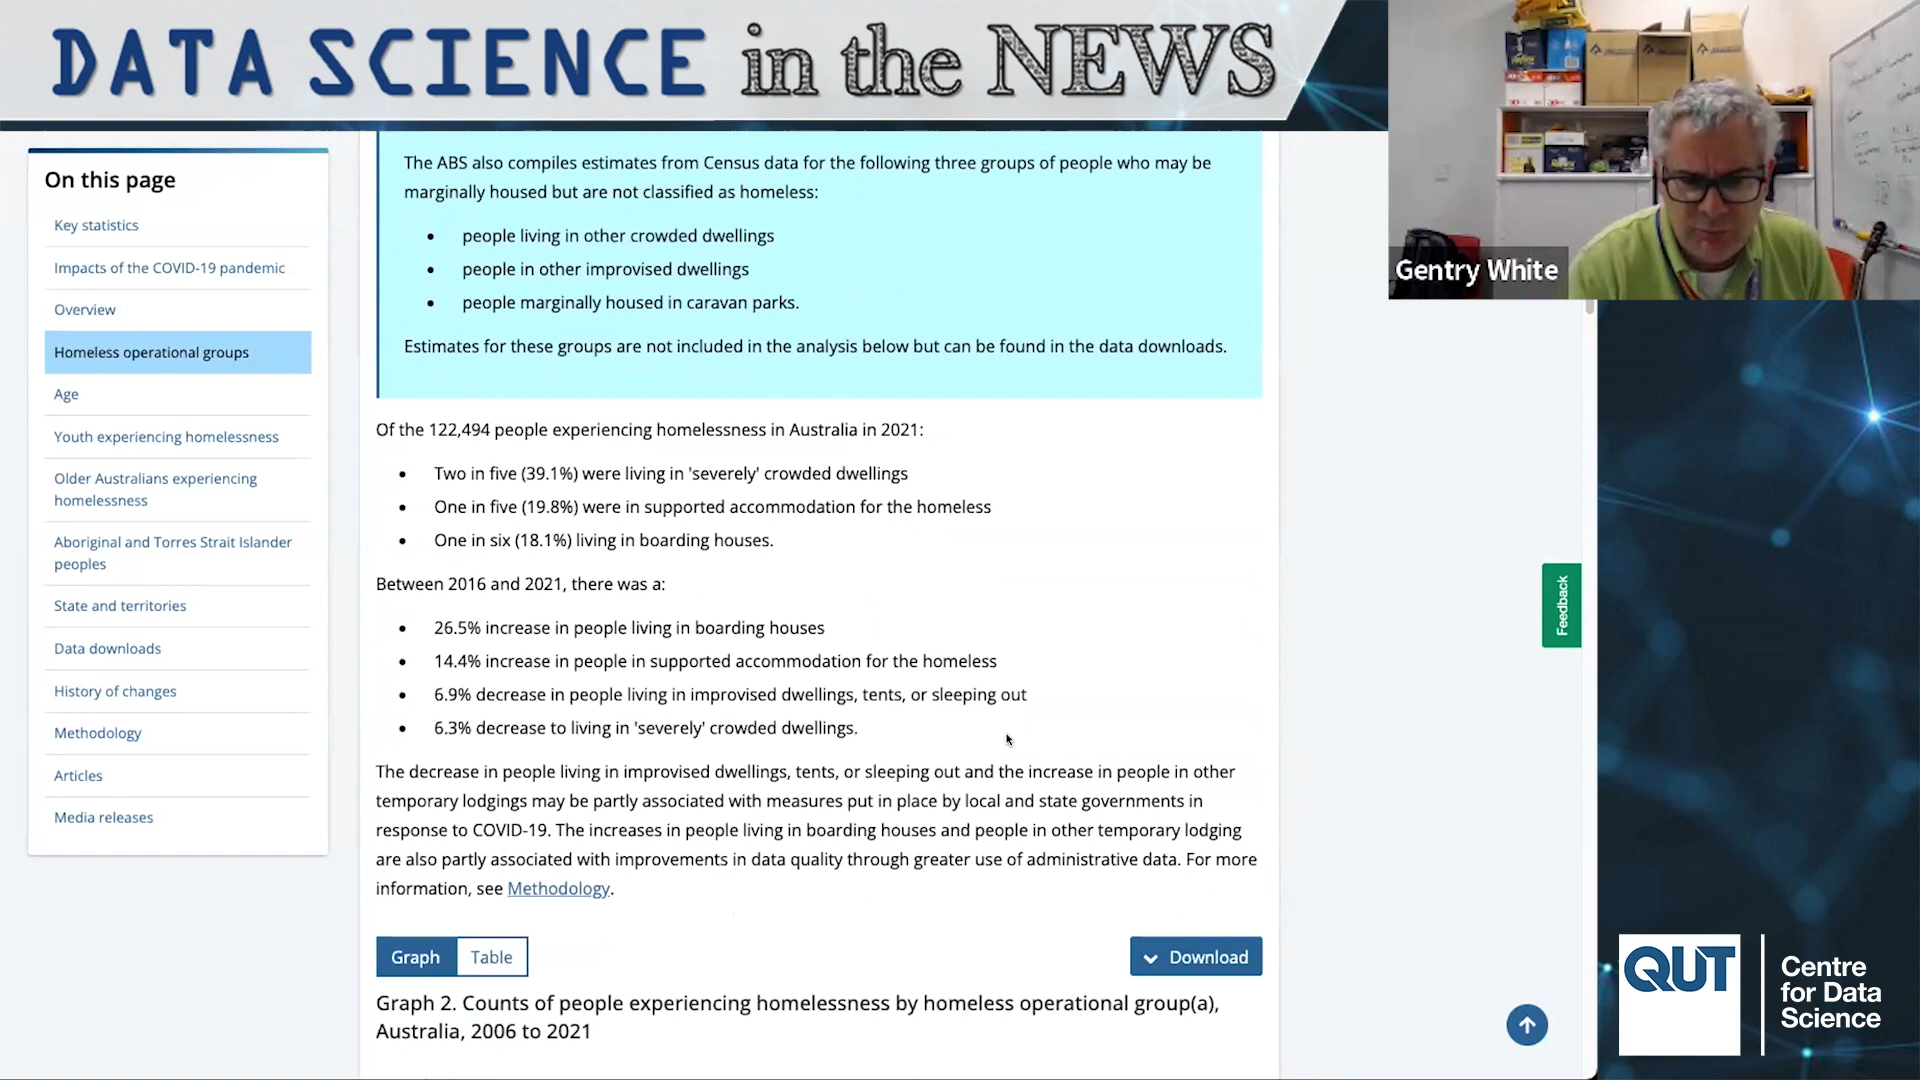 DATA SCIENCE in the NEWS
Gentry White
On this page
Key statistics
Impacts of the COVID-19 pandemic
Overview
Homeless operational groups
Age
Youth experiencing homelessness
Older Australians experiencing
homelessness
Aboriginal and Torres Strait Islander
peoples
State and territories
Data downloads
History of changes
Methodology
Articles
Media releases
The ABS also compiles estimates from Census data for the following three groups of people who may be
marginally housed but are not classified as homeless:
• people living in other crowded dwellings
• people in other improvised dwellings
• people marginally housed in caravan parks.
Estimates for these groups are not included in the analysis below but can be found in the data downloads.
Of the 122,494 people experiencing homelessness in Australia in 2021:
• Two in five (39.1%) were living in 'severely' crowded dwellings
• One in five (19.8%) were in supported accommodation for the homeless
• One in six (18.1%) living in boarding houses.
Between 2016 and 2021, there was a:
• 26.5% increase in people living in boarding houses
• 14.4% increase in people in supported accommodation for the homeless
• 6.9% decrease in people living in improvised dwellings, tents, or sleeping out
• 6.3% decrease to living in 'severely' crowded dwellings.
The decrease in people living in improvised dwellings, tents, or sleeping out and the increase in people in other
temporary lodgings may be partly associated with measures put in place by local and state governments in
response to COVID-19. The increases in people living in boarding houses and people in other temporary lodging
are also partly associated with improvements in data quality through greater use of administrative data. For more
information, see Methodology.
Graph Table
Download
Graph 2. Counts of people experiencing homelessness by homeless operational group(a),
Australia, 2006 to 2021
Feedback
QUT
Centre
for Data
Science